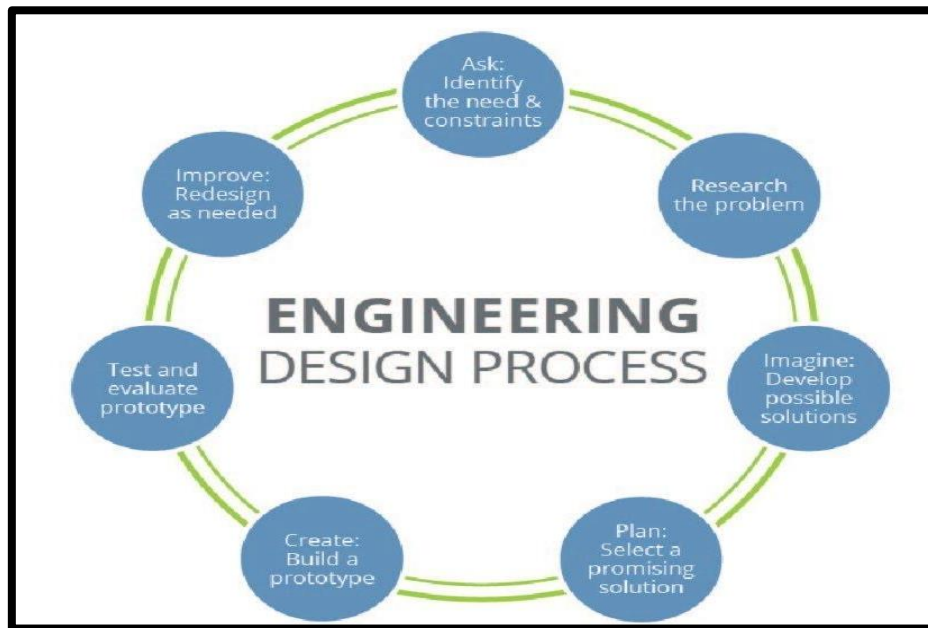 Ask:
Identify
the need &
constraints
Research
the problem
Imagine:
Develop
possible
solutions
Plan:
Select a
promising
solution
Create:
Build a
prototype
Test and
evaluate
prototype
Improve:
Redesign
as needed
ENGINEERING
DESIGN PROCESS